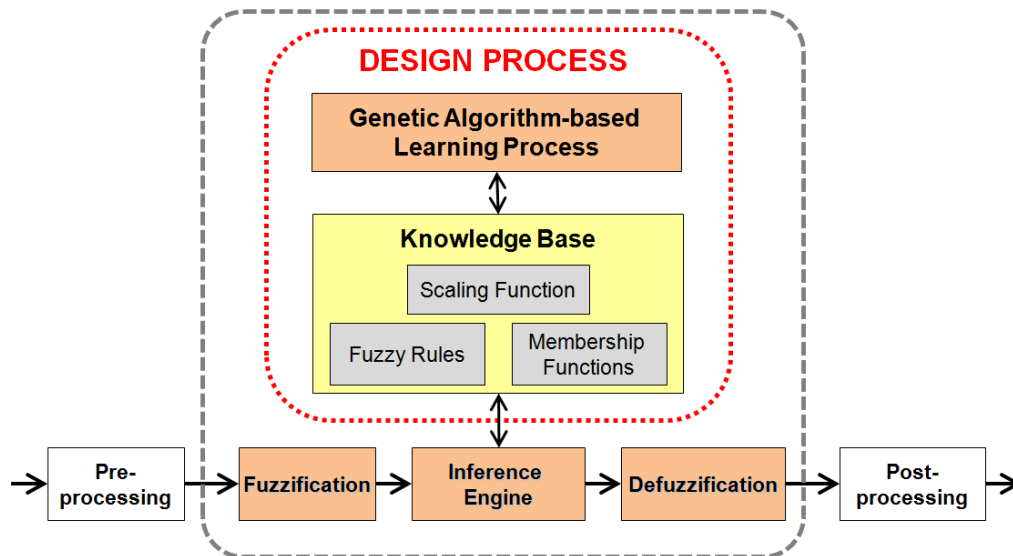 DESIGN PROCESS
Genetic Algorithm-based
Learning Process
Knowledge Base
Scaling Function
Fuzzy Rules
Membership
Functions
Pre-
processing
Fuzzification
Inference
Engine
Defuzzification
Post-
processing